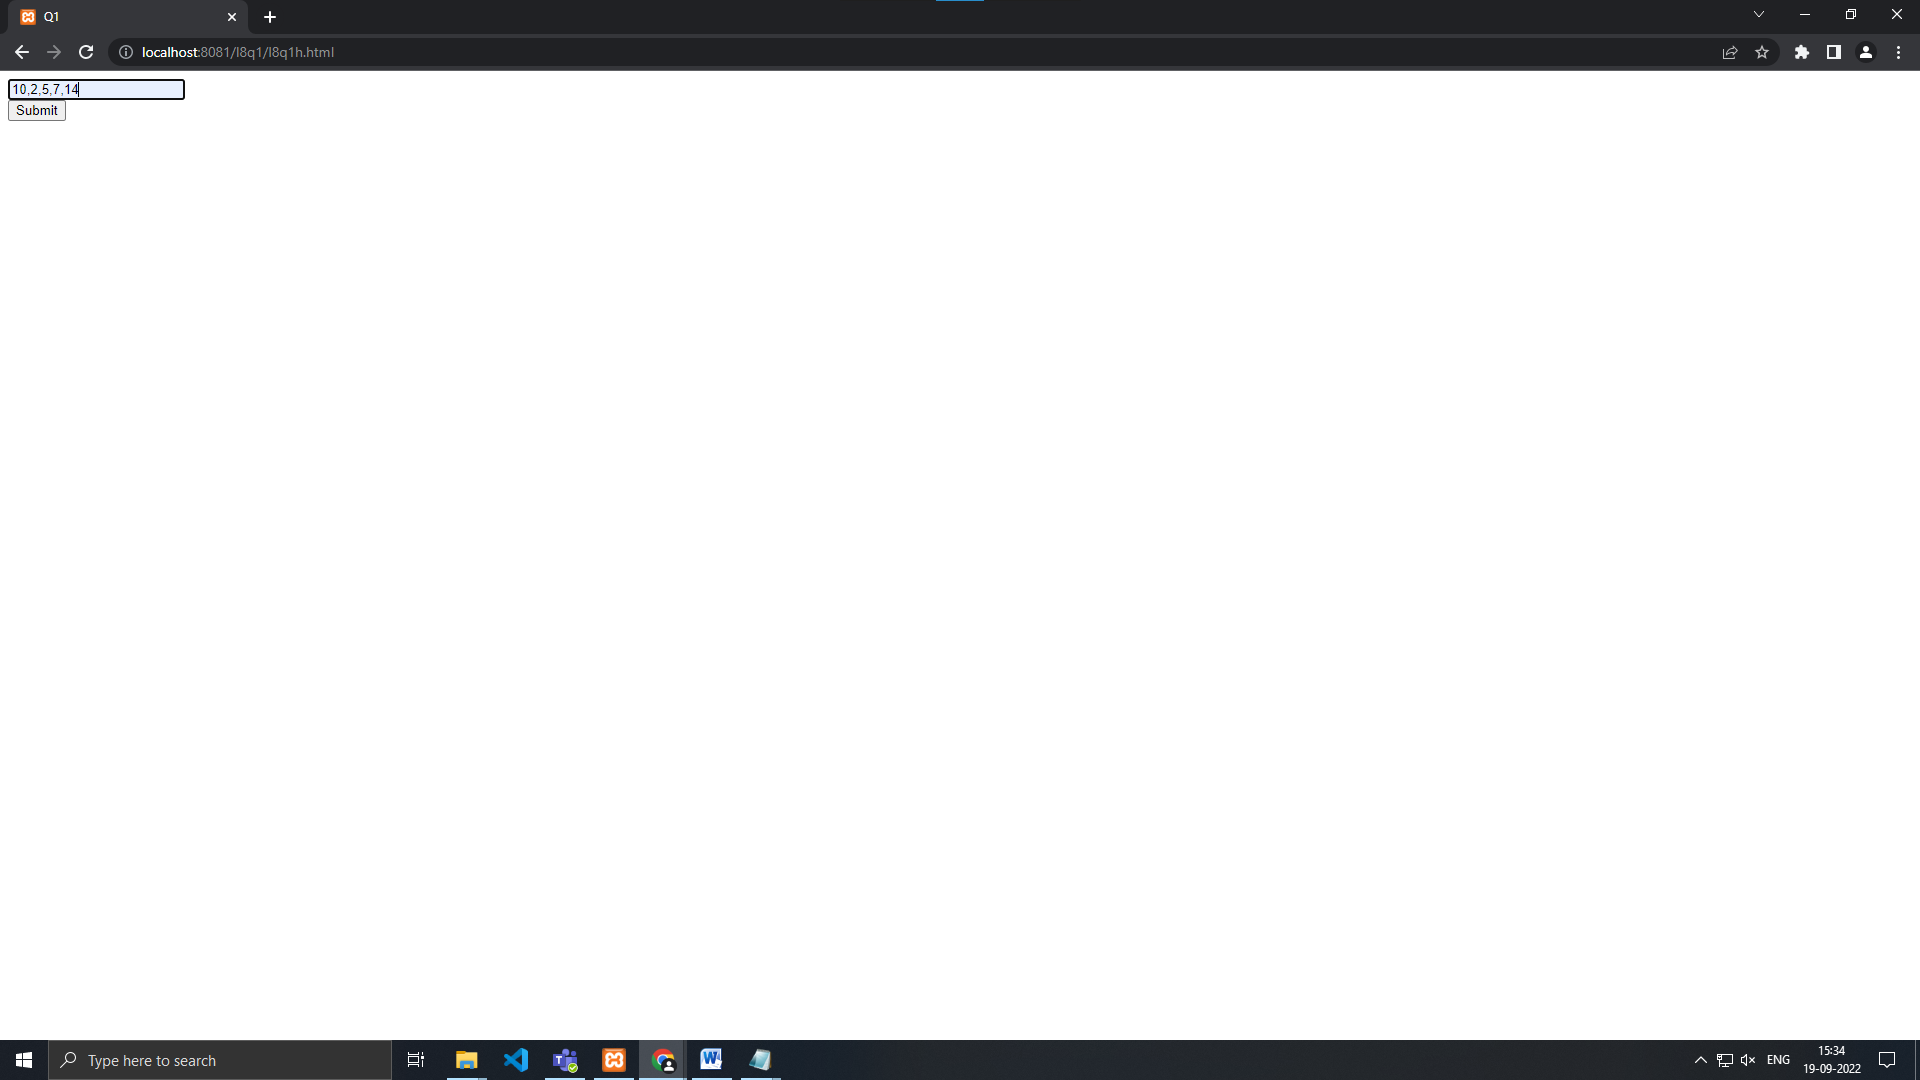 Q1
localhost:8081/l8q1/l8q1h.html
10,2,5,7,14
Submit
Type here to search
ENG
15:34
19-09-2022